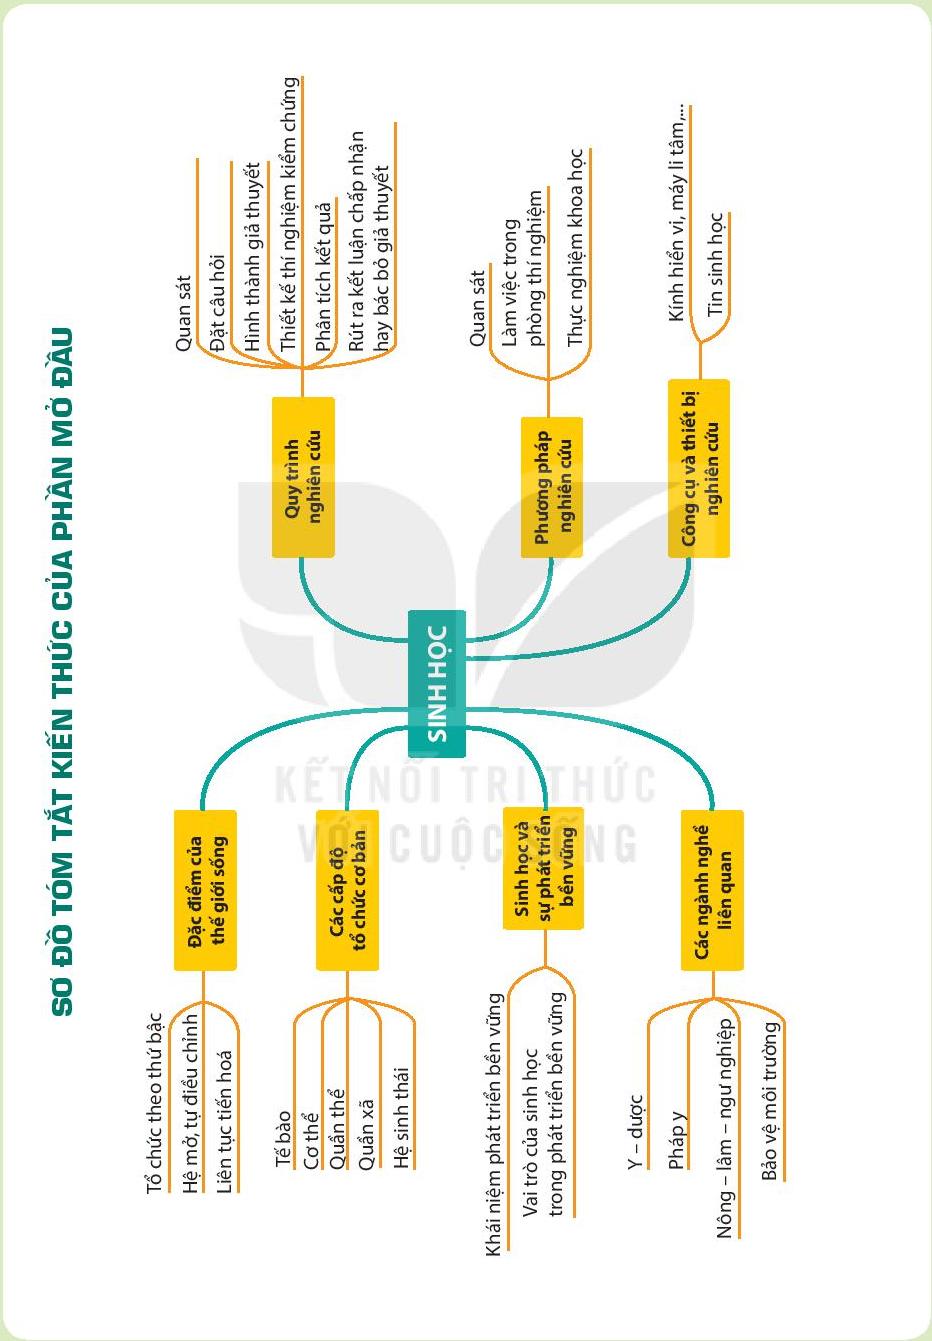 SƠ ĐỒ TÓM TẮT KIẾN THỨC CỦA PHẦN MỞ ĐẦU
SINH HỌC
Đặc điểm của
thế giới sống
Tổ chức theo thứ bậc
Hệ mở, tự điều chỉnh
Liên tục tiến hoá
Các cấp độ
tổ chức cơ bản
Tế bào
Cơ thể
Quần thể
Quần xã
Hệ sinh thái
Sinh học và
sự phát triển
bền vững
Khái niệm phát triển bền vững
Vai trò của sinh học
trong phát triển bền vững
Các ngành nghề
liên quan
Y – dược
Pháp y
Nông – lâm – ngư nghiệp
Bảo vệ môi trường
Quy trình
nghiên cứu
Quan sát
Đặt câu hỏi
Hình thành giả thuyết
Thiết kế thí nghiệm kiểm chứng
Phân tích kết quả
Rút ra kết luận chấp nhận
hay bác bỏ giả thuyết
Phương pháp
nghiên cứu
Quan sát
Làm việc trong
phòng thí nghiệm
Thực nghiệm khoa học
Công cụ và thiết bị
nghiên cứu
Kính hiển vi, máy li tâm,...
Tin sinh học
KẾT NỐI TRI THỨC
VỚI CUỘC SỐNG